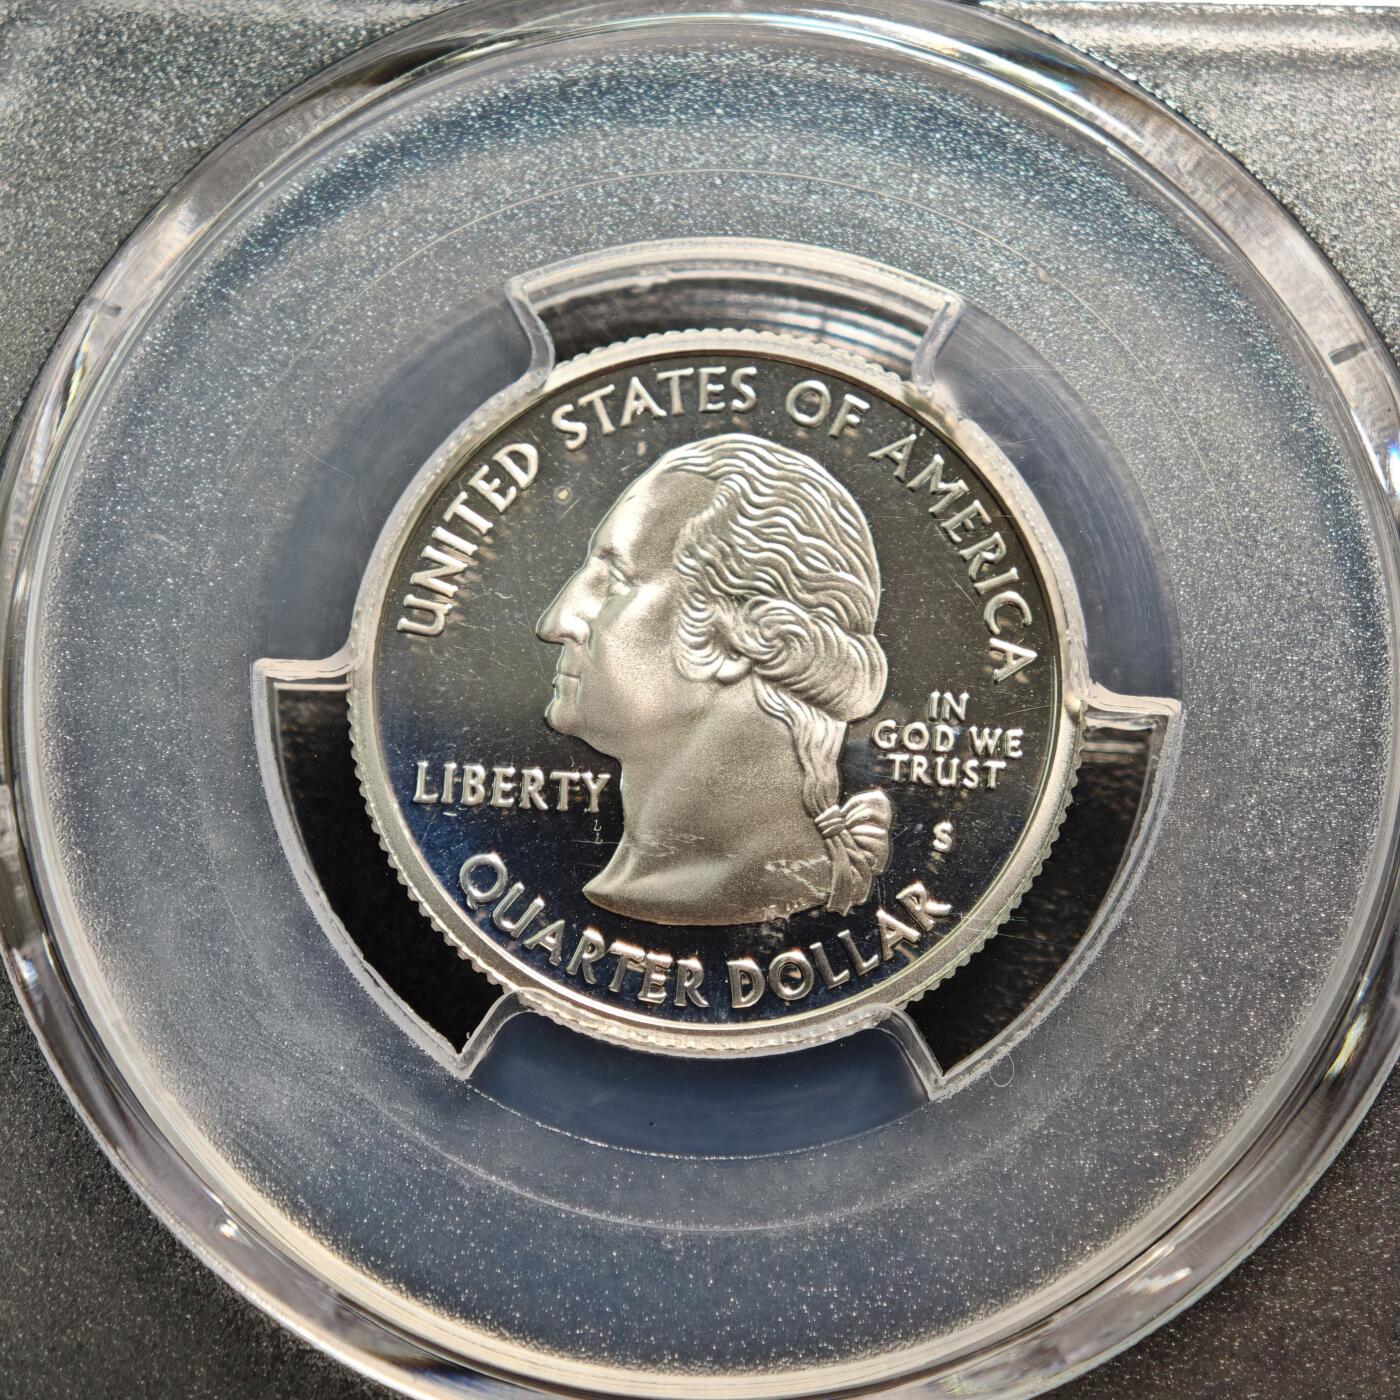 UNITED STATES OF AMERICA
LIBERTY
IN
GOD WE
TRUST
S
QUARTER DOLLAR